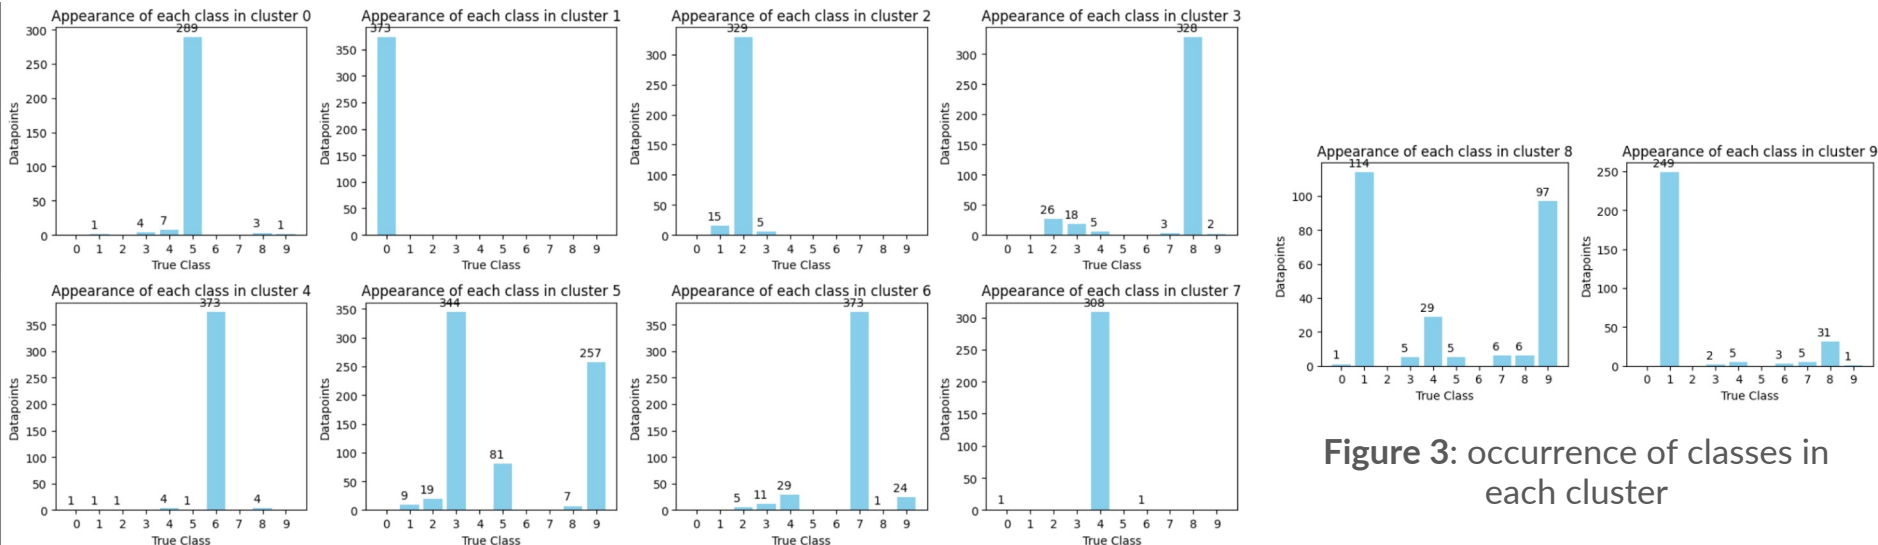 Appearance of each class in cluster 0
289
300
250
200
150
100
50
0
Datapoints
1 4 7 3 1
0 1 2 3 4 5 6 7 8 9
True Class
Appearance of each class in cluster 1
373
350
300
250
200
150
100
50
0
Datapoints
0 1 2 3 4 5 6 7 8 9
True Class
Appearance of each class in cluster 2
329
300
250
200
150
100
50
0
Datapoints
15 5
0 1 2 3 4 5 6 7 8 9
True Class
Appearance of each class in cluster 3
328
300
250
200
150
100
50
0
Datapoints
26 18 5 3 2
0 1 2 3 4 5 6 7 8 9
True Class
Appearance of each class in cluster 4
373
350
300
250
200
150
100
50
0
Datapoints
1 1 1 4 1 4
0 1 2 3 4 5 6 7 8 9
True Class
Appearance of each class in cluster 5
344
350
300
250
200
150
100
50
0
Datapoints
9 19 81 7 257
0 1 2 3 4 5 6 7 8 9
True Class
Appearance of each class in cluster 6
373
350
300
250
200
150
100
50
0
Datapoints
5 11 29 1 24
0 1 2 3 4 5 6 7 8 9
True Class
Appearance of each class in cluster 7
308
300
250
200
150
100
50
0
Datapoints
1 1
0 1 2 3 4 5 6 7 8 9
True Class
Appearance of each class in cluster 8
114
100
80
60
40
20
0
Datapoints
1 5 29 5 6 6 97
0 1 2 3 4 5 6 7 8 9
True Class
Appearance of each class in cluster 9
249
250
200
150
100
50
0
Datapoints
2 5 3 5 31 1
0 1 2 3 4 5 6 7 8 9
True Class
Figure 3: occurrence of classes in
each cluster